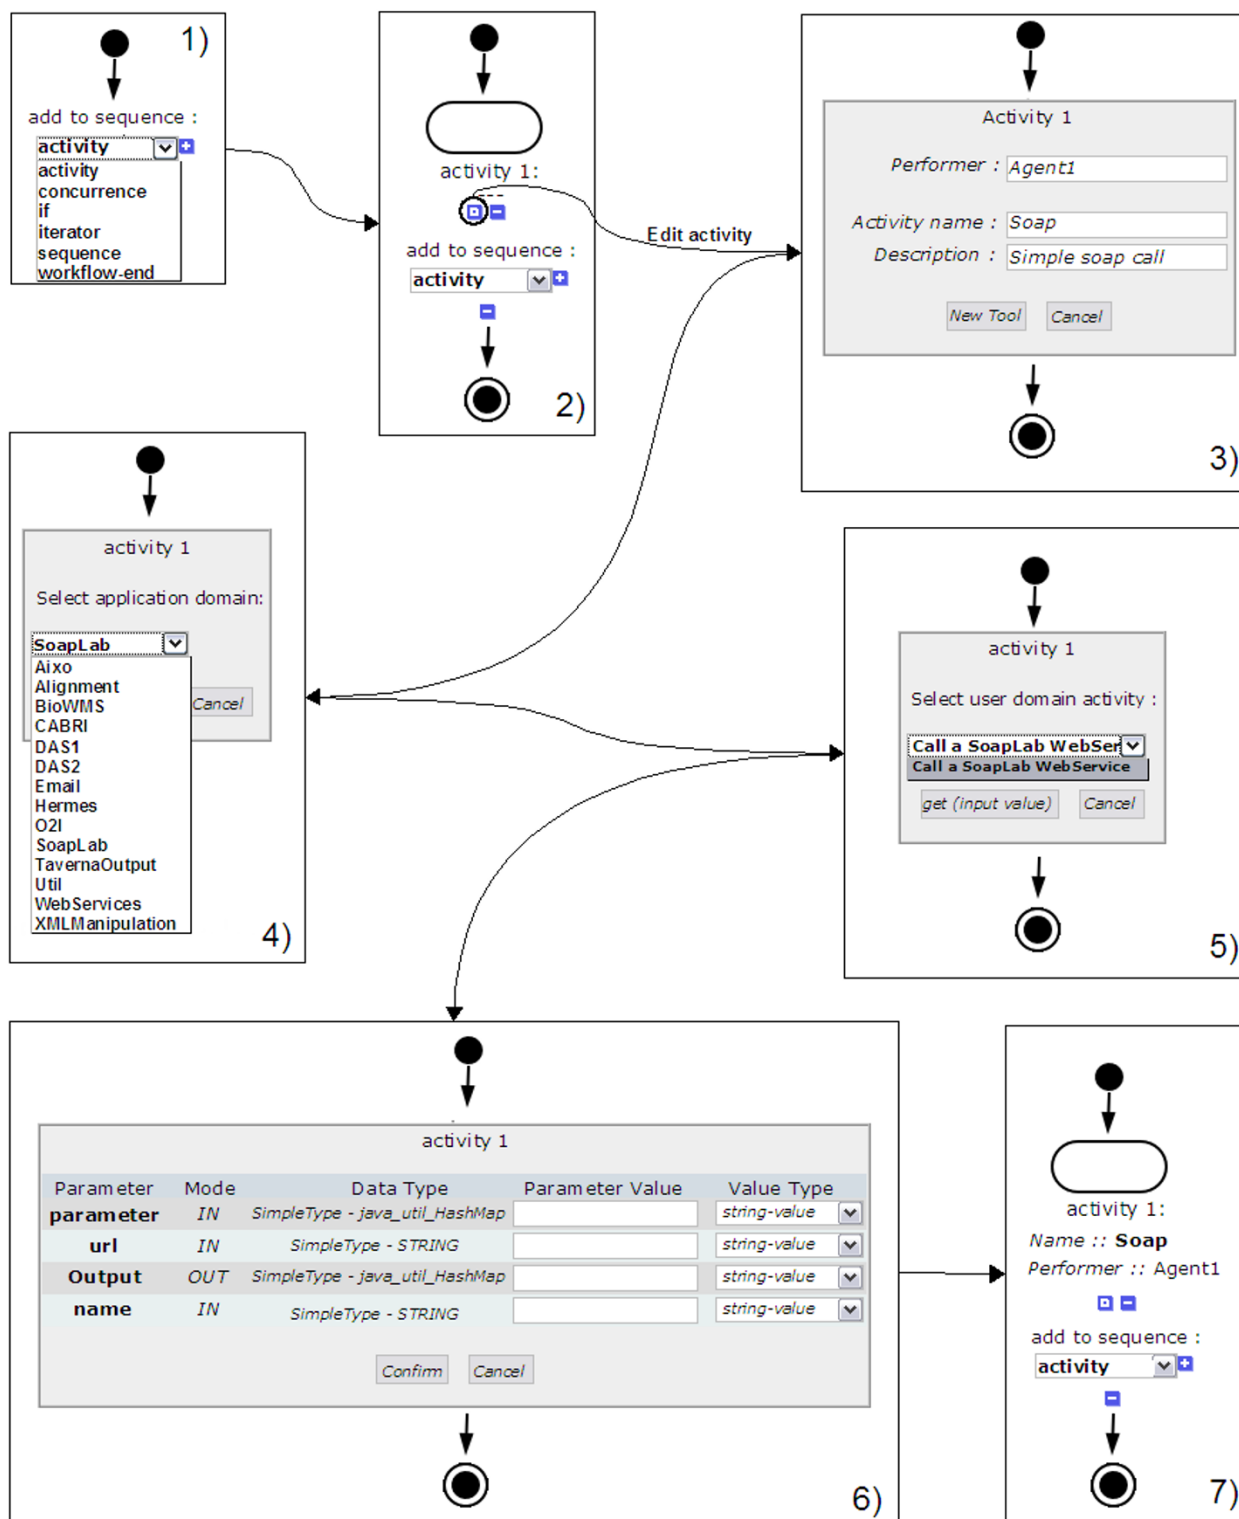 1)
add to sequence :
activity
activity
concurrence
if
iterator
sequence
workflow-end
activity 1:
add to sequence :
activity
2)
Edit activity
Activity 1
Performer : Agent1
Activity name : Soap
Description : Simple soap call
New Tool Cancel
3)
activity 1
Select application domain:
SoapLab
Aixo
Alignment
BioWMS
Cancel
CABRI
DAS1
DAS2
Email
Hermes
O2I
SoapLab
TavernaOutput
Util
WebServices
XMLManipulation
4)
activity 1
Select user domain activity :
Call a SoapLab WebSer
Call a SoapLab WebService
get (input value) Cancel
5)
activity 1
Parameter Mode Data Type Parameter Value Value Type
parameter IN SimpleType - java_util_HashMap string-value
url IN SimpleType - STRING string-value
Output OUT SimpleType - java_util_HashMap string-value
name IN SimpleType - STRING string-value
Confirm Cancel
6)
activity 1:
Name :: Soap
Performer :: Agent1
add to sequence :
activity
7)